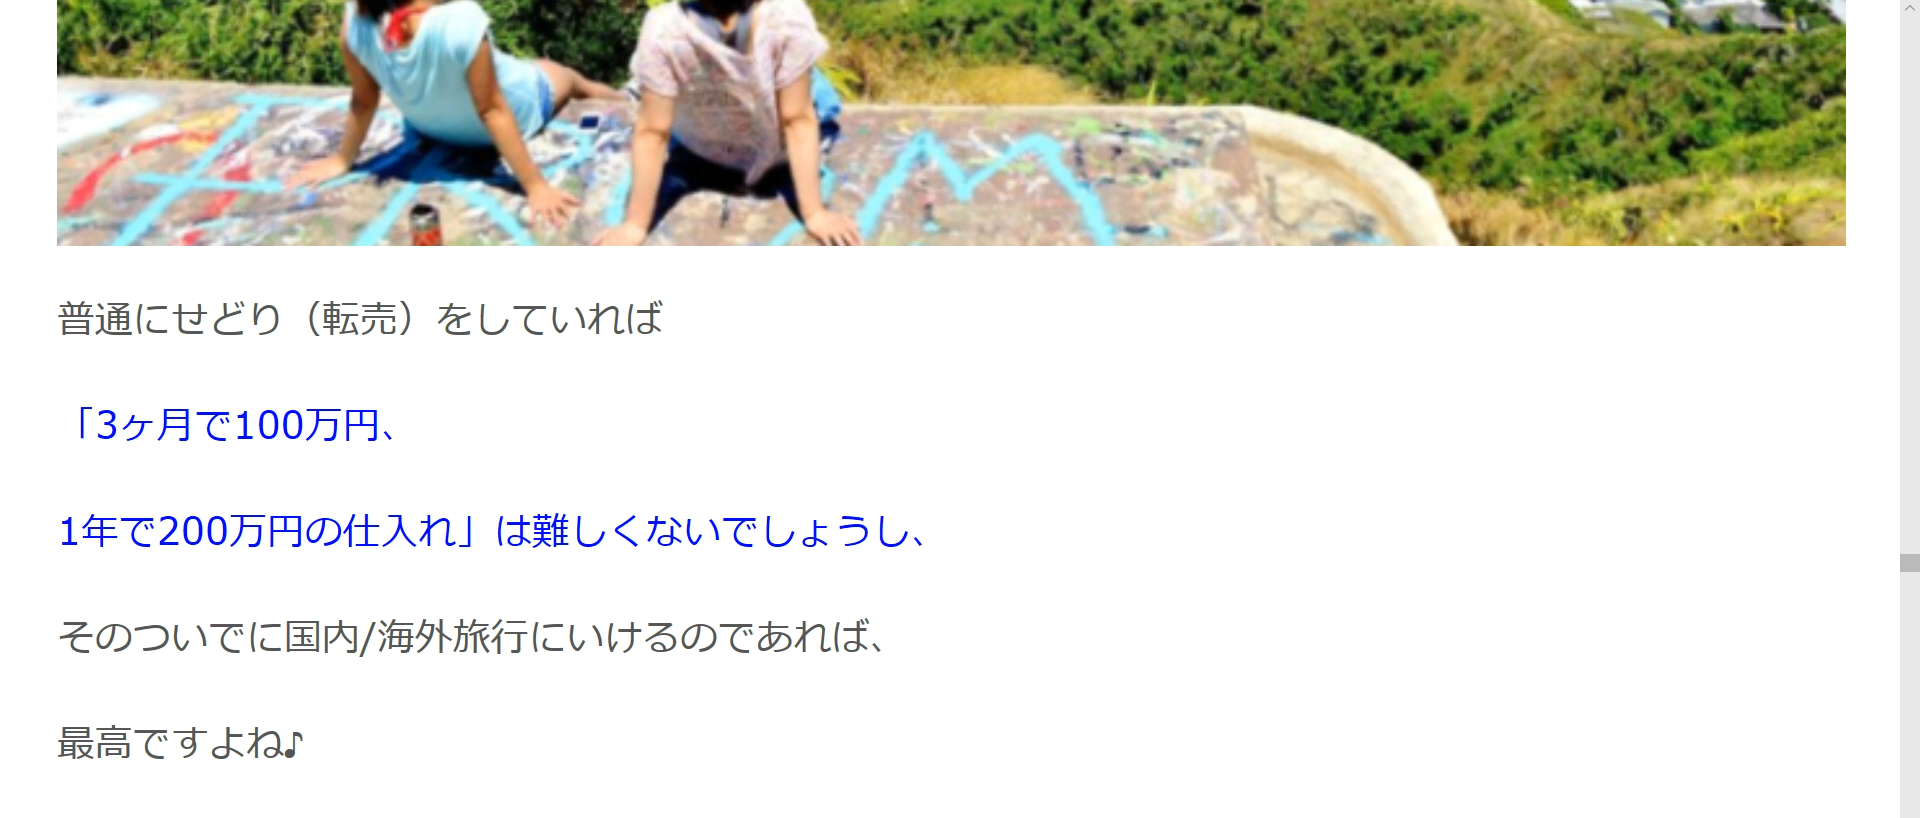 普通にせどり（転売）をしていれば
「3ヶ月で100万円、
1年で200万円の仕入れ」は難しくないでしょうし、
そのついでに国内/海外旅行にいけるのであれば、
最高ですよね♪